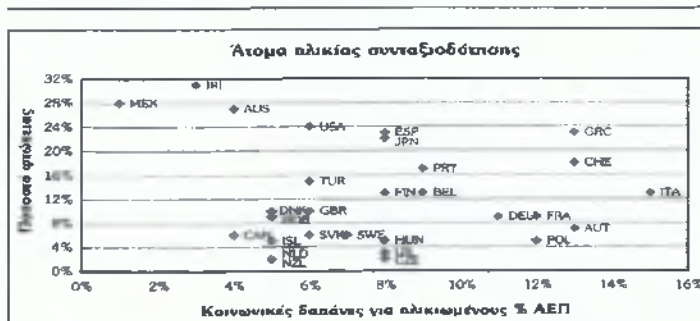 Άτομα ηλικίας συνταξιοδότησης
32%
IRL
28%
MEX
AUS
24%
USA
ESP
GRC
20%
JPN
16%
PRT
CHE
TUR
12%
FIN
BEL
ITA
8%
DNK
GBR
DEU
FRA
AUT
4%
CAN
ISL
SVK
SWE
HUN
POL
NLD
0%
NZL
0%
2%
4%
6%
8%
10%
12%
14%
16%
Ποσοστό φτώχειας
Κοινωνικές δαπάνες για ηλικιωμένους % ΑΕΠ